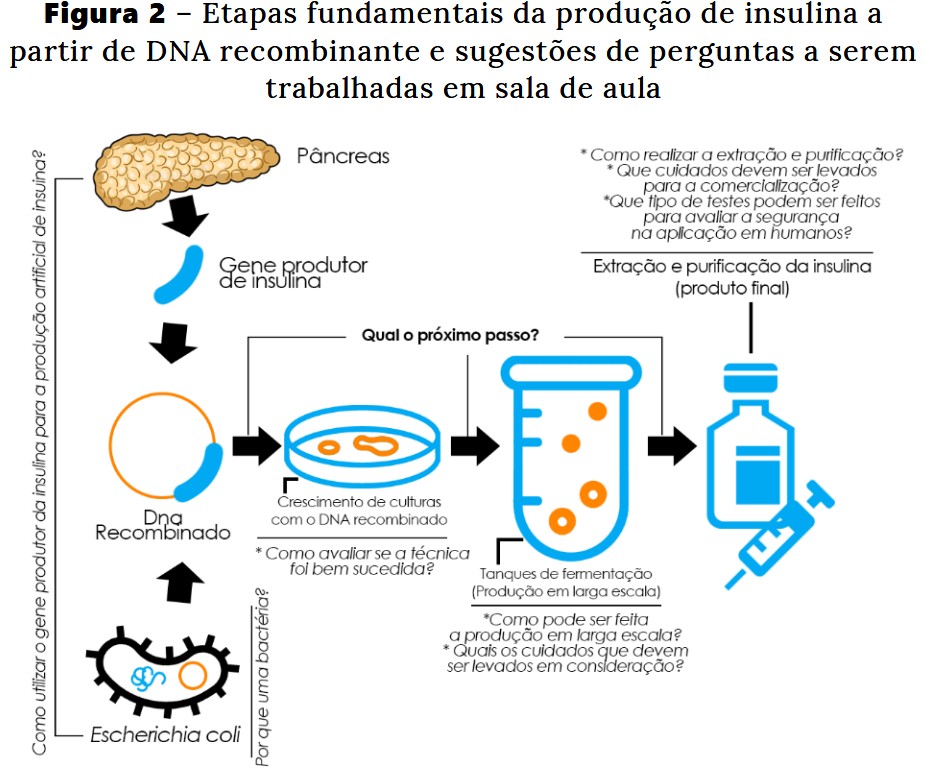 Figura 2 – Etapas fundamentais da produção de insulina a
partir de DNA recombinante e sugestões de perguntas a serem
trabalhadas em sala de aula
Como utilizar o gene produtor da insulina para a produção artificial de insuina?
Pâncreas
Gene produtor
de insulina
Dna
Recombinado
Escherichia coli
Por que uma bactéria?
Qual o próximo passo?
Crescimento de culturas
com o DNA recombinado
* Como avaliar se a técnica
foi bem sucedida?
Tanques de fermentação
(Produção em larga escala)
*Como pode ser feita
a produção em larga escala?
* Quais os cuidados que devem
ser levados em consideração?
* Como realizar a extração e purificação?
* Que cuidados devem ser levados
para a comercialização?
*Que tipo de testes podem ser feitos
para avaliar a segurança
na aplicação em humanos?
Extração e purificação da insulina
(produto final)